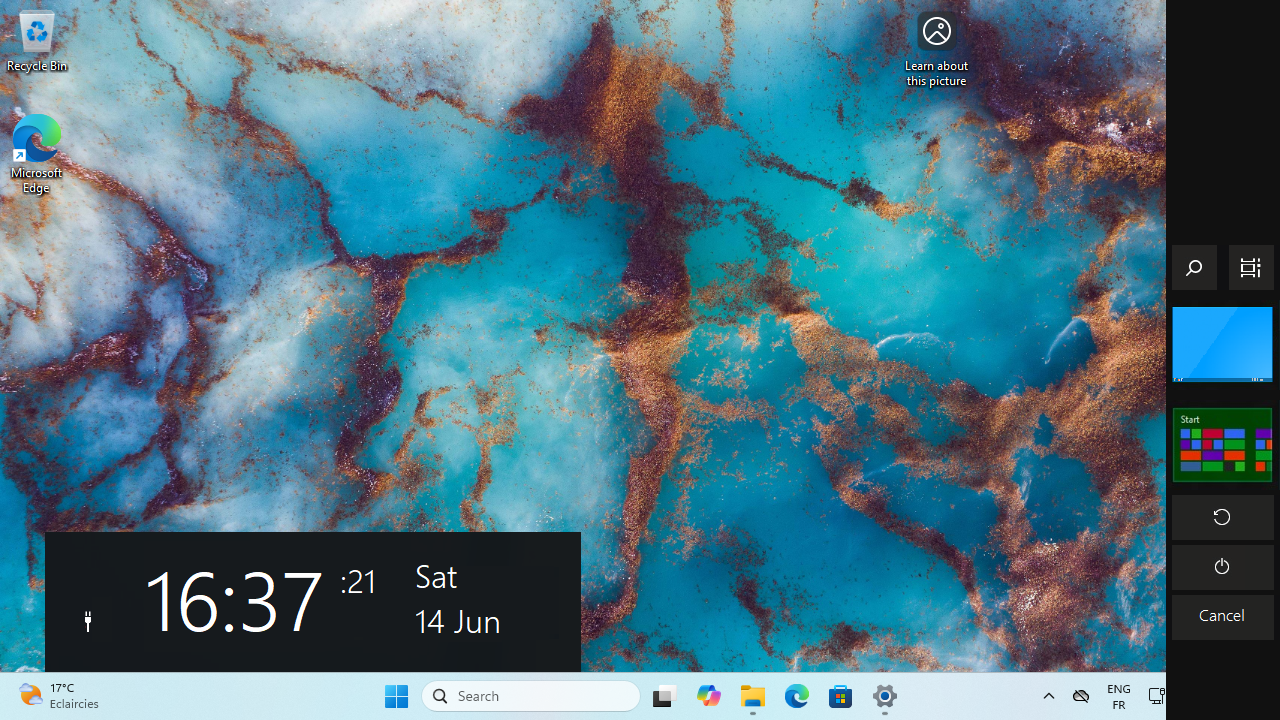 Recycle Bin
Microsoft
Edge
Learn about
this picture
Start
Cancel
16:37 :21
Sat
14 Jun
17°C
Eclaircies
Search
ENG
FR